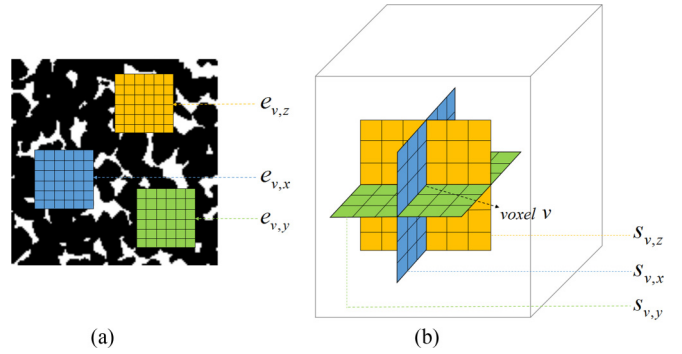 e_{v,z}
e_{v,x}
e_{v,y}
(a)
voxel v
s_{v,z}
s_{v,x}
s_{v,y}
(b)